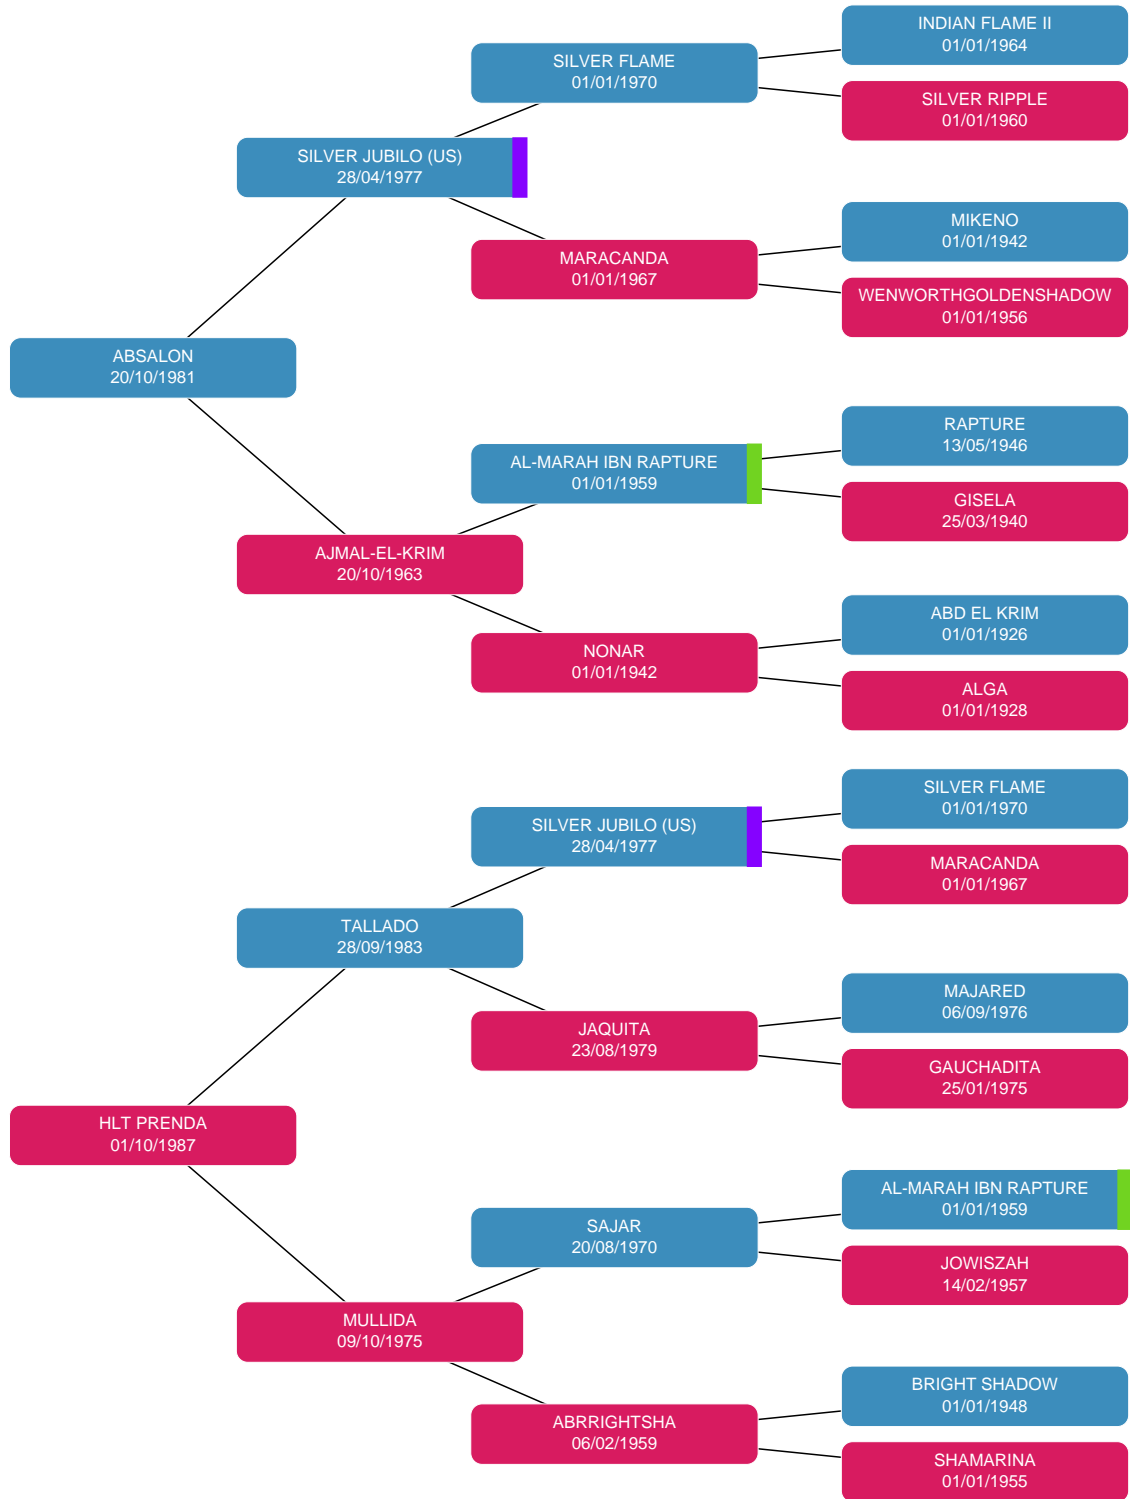 INDIAN FLAME II
01/01/1964
SILVER FLAME
01/01/1970
SILVER RIPPLE
01/01/1960
SILVER JUBILO (US)
28/04/1977
MIKENO
01/01/1942
MARACANDA
01/01/1967
WENWORTHGOLDENSHADOW
01/01/1956
ABSALON
20/10/1981
RAPTURE
13/05/1946
AL-MARAH IBN RAPTURE
01/01/1959
GISELA
25/03/1940
AJMAL-EL-KRIM
20/10/1963
ABD EL KRIM
01/01/1926
NONAR
01/01/1942
ALGA
01/01/1928
SILVER FLAME
01/01/1970
SILVER JUBILO (US)
28/04/1977
MARACANDA
01/01/1967
TALLADO
28/09/1983
MAJARED
06/09/1976
JAQUITA
23/08/1979
GAUCHADITA
25/01/1975
HLT PRENDA
01/10/1987
AL-MARAH IBN RAPTURE
01/01/1959
SAJAR
20/08/1970
JOWISZAH
14/02/1957
MULLIDA
09/10/1975
BRIGHT SHADOW
01/01/1948
ABRRIGHTSHA
06/02/1959
SHAMARINA
01/01/1955